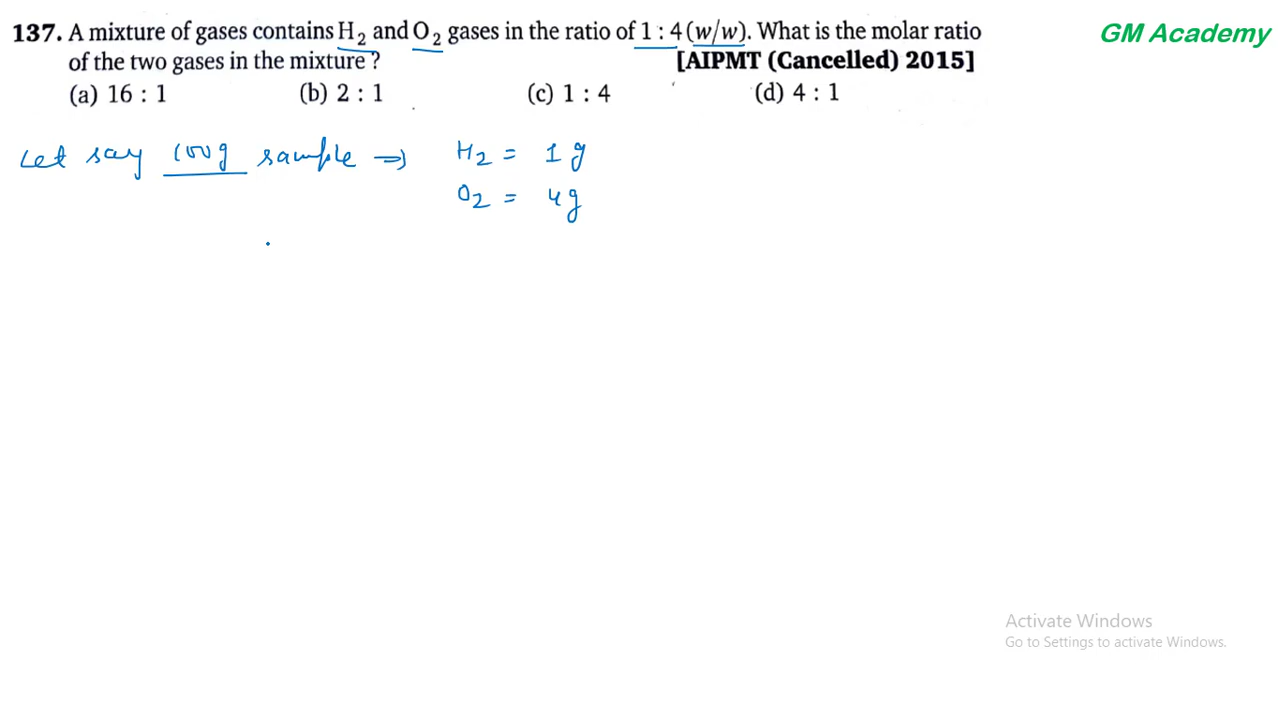 137. A mixture of gases contains H₂ and O₂ gases in the ratio of 1 : 4 (w/w). What is the molar ratio
GM Academy
of the two gases in the mixture ? [AIPMT (Cancelled) 2015]
(a) 16 : 1 (b) 2 : 1 (c) 1 : 4 (d) 4 : 1
Let say 100g sample ⇒ H₂ = 1 g
O₂ = 4g
Activate Windows
Go to Settings to activate Windows.